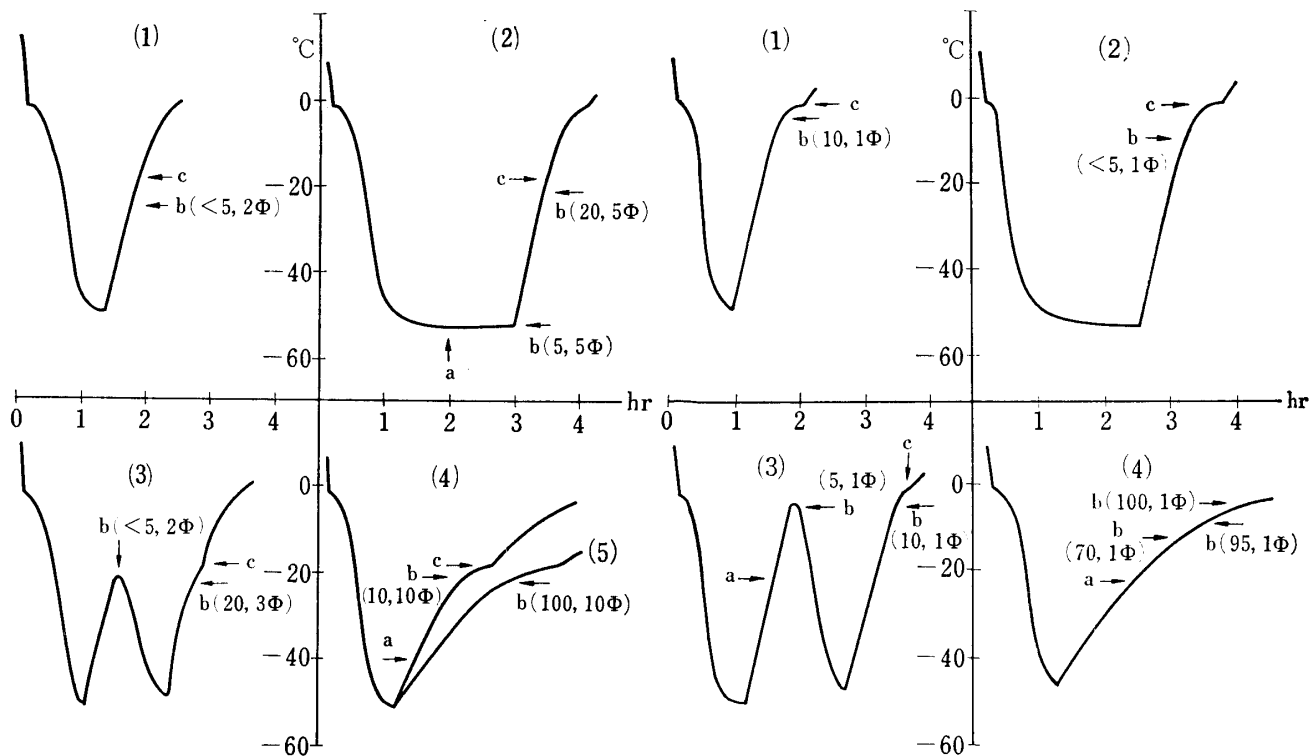 (1)
°C
(2)
(1)
°C
(2)
0
c
b (<5, 2Φ)
c
b (20, 5Φ)
b (5, 5Φ)
a
−20
−40
−60
c
b (10, 1Φ)
0
−20
−40
−60
c
b
(<5, 1Φ)
0 1 2 3 1 2 3 4 hr
0 1 2 3 4 1 2 3 4 hr
(3)
b (<5, 2Φ)
c
b (20, 3Φ)
0
−20
−40
−60
(4)
c
b
(10, 10Φ)
a
(5)
b (100, 10Φ)
(3)
(5, 1Φ)
b
a
c
b
(10, 1Φ
0
−20
−40
−60
(4)
b (100, 1Φ)
b
(70, 1Φ)
a
b (95, 1Φ)